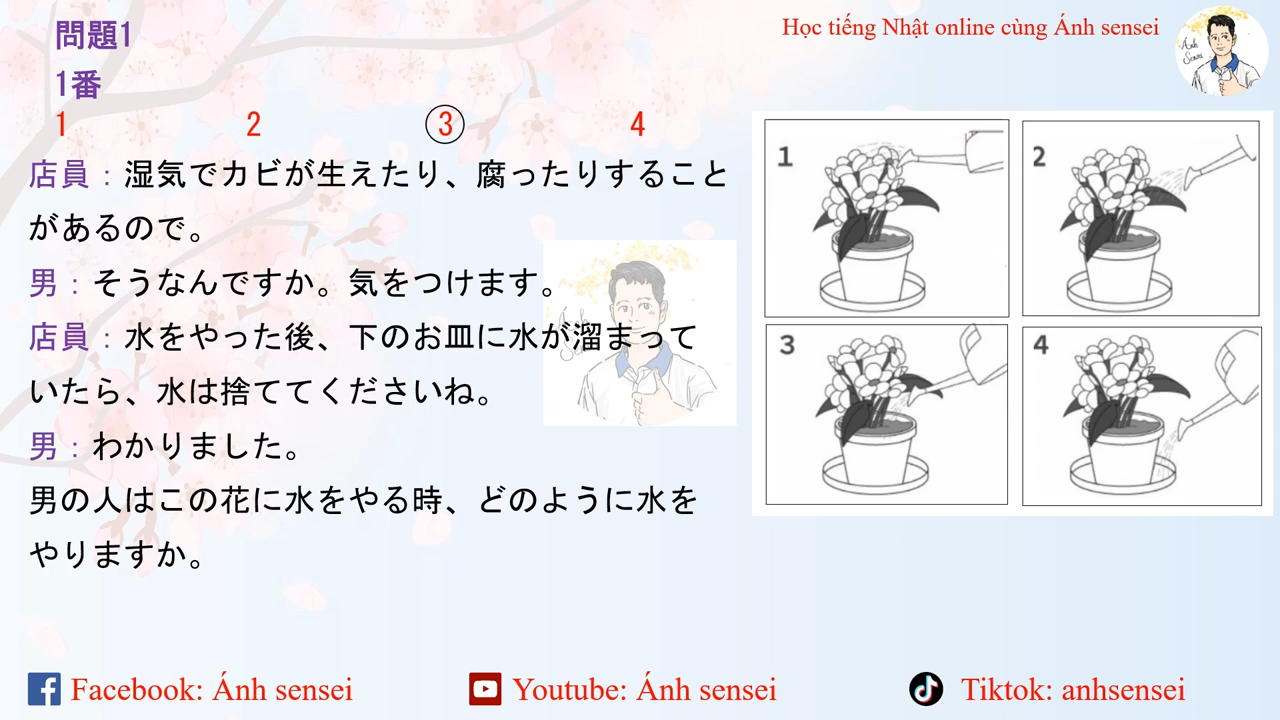 問題1
Học tiếng Nhật online cùng Ánh sensei
Ánh
Sensei
1番
1 2 ③ 4
店員：湿気でカビが生えたり、腐ったりすること
があるので。
男：そうなんですか。気をつけます。
店員：水をやった後、下のお皿に水が溜まって
いたら、水は捨ててくださいね。
男：わかりました。
男の人はこの花に水をやる時、どのように水を
やりますか。
1
2
3
4
Facebook: Ánh sensei
Youtube: Ánh sensei
Tiktok: anhsensei